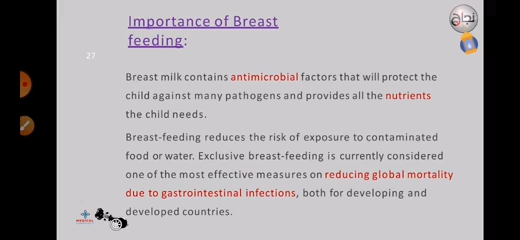 Importance of Breast
feeding:
نجاح
27
Breast milk contains antimicrobial factors that will protect the
child against many pathogens and provides all the nutrients
the child needs.
Breast-feeding reduces the risk of exposure to contaminated
food or water. Exclusive breast-feeding is currently considered
one of the most effective measures on reducing global mortality
due to gastrointestinal infections, both for developing and
developed countries.
MEDICAL